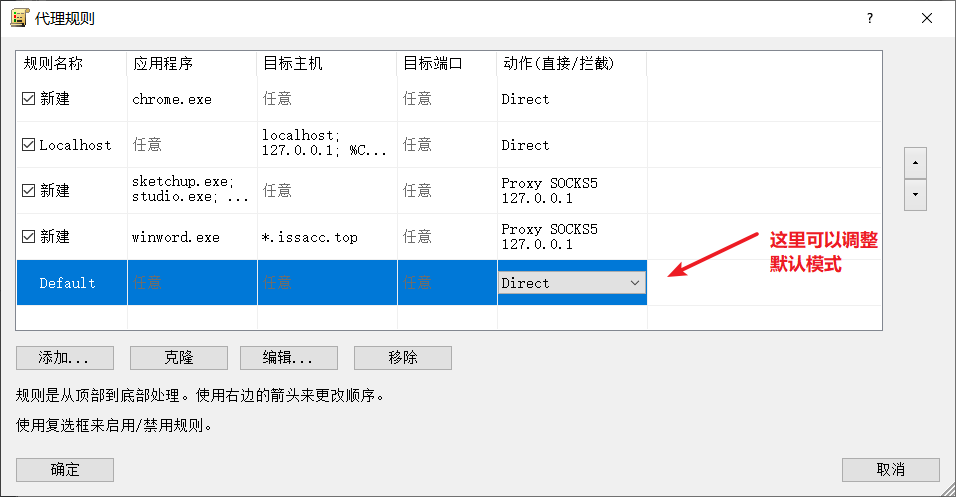 代理规则
?
规则名称 应用程序 目标主机 目标端口 动作(直接/拦截)
新建 chrome.exe 任意 任意 Direct
Localhost 任意 localhost; 任意 Direct
127.0.0.1; %C...
新建 sketchup.exe; 任意 任意 Proxy SOCKS5
studio.exe; ... 127.0.0.1
新建 winword.exe *.issacc.top 任意 Proxy SOCKS5
127.0.0.1
Default 任意 任意 任意 Direct
这里可以调整
默认模式
添加... 克隆 编辑... 移除
规则是从顶部到底部处理。使用右边的箭头来更改顺序。
使用复选框来启用/禁用规则。
确定 取消